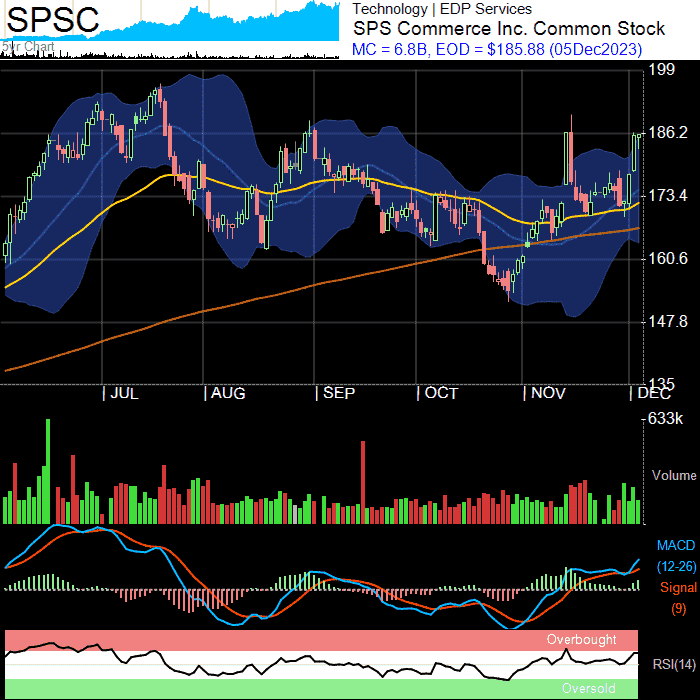 SPSC
5yr Chart
Technology | EDP Services
SPS Commerce Inc. Common Stock
MC = 6.8B, EOD = $185.88 (05Dec2023)
199
186.2
173.4
160.6
147.8
135
JUL
AUG
SEP
OCT
NOV
DEC
633k
Volume
MACD
(12-26)
Signal
(9)
Overbought
RSI(14)
Oversold